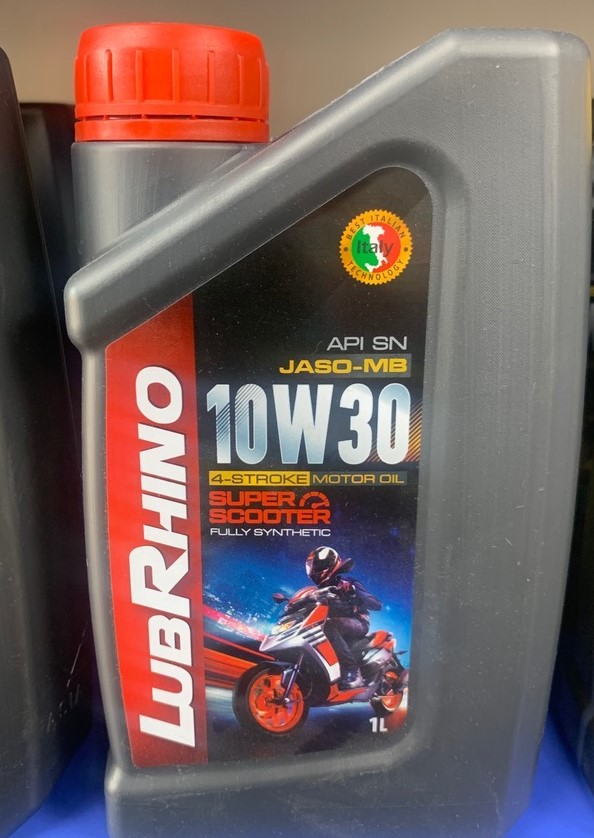 BEST ITALIAN
Italy
TECHNOLOGY
API SN
JASO-MB
10W30
4-STROKE MOTOR OIL
SUPER
SCOOTER
FULLY SYNTHETIC
LUBRHINO
1L